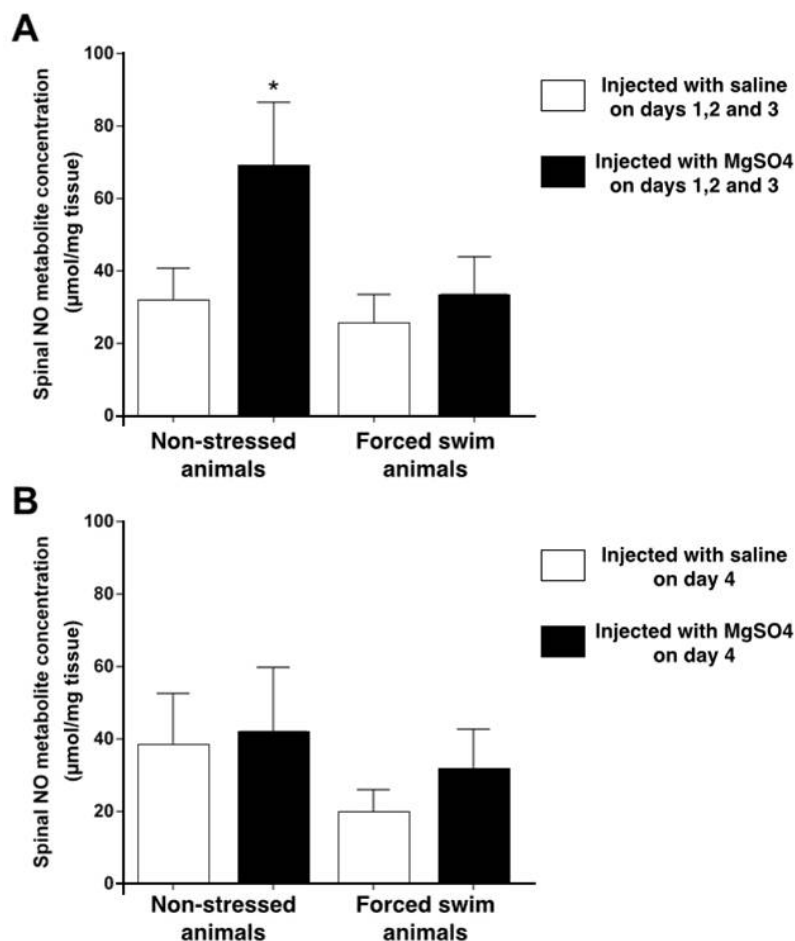 A
Spinal NO metabolite concentration
(µmol/mg tissue)
100
80
60
40
20
0
*
Non-stressed
animals
Forced swim
animals
Injected with saline
on days 1,2 and 3
Injected with MgSO4
on days 1,2 and 3
B
Spinal NO metabolite concentration
(µmol/mg tissue)
100
80
60
40
20
0
Non-stressed
animals
Forced swim
animals
Injected with saline
on day 4
Injected with MgSO4
on day 4